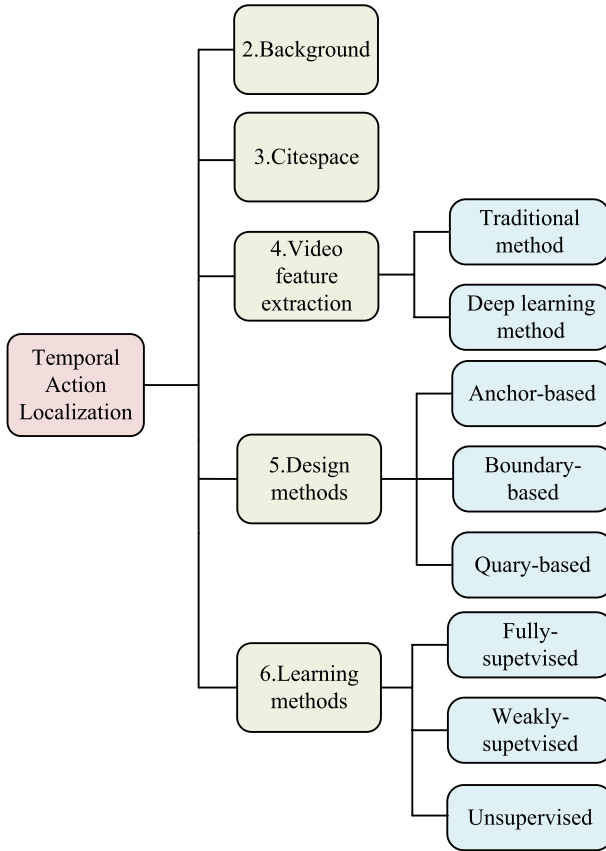 Temporal
Action
Localization
2.Background
3.Citespace
4.Video
feature
extraction
Traditional
method
Deep learning
method
5.Design
methods
Anchor-based
Boundary-
based
Quary-based
6.Learning
methods
Fully-
supetvised
Weakly-
supetvised
Unsupervised